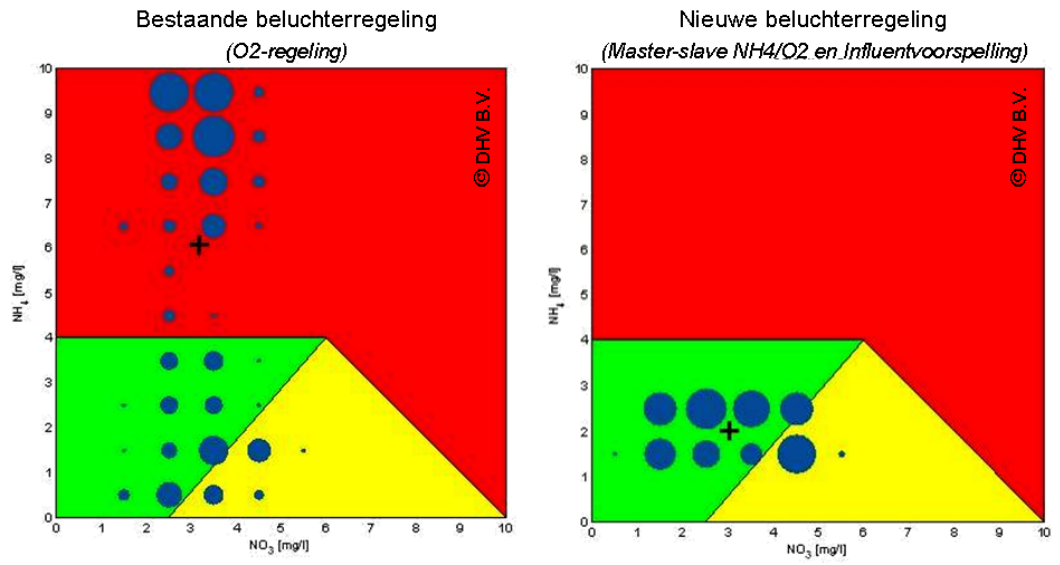 Bestaande beluchterregeling
(O2-regeling)
© DHV B.V.
10
9
8
7
6
5
4
3
2
1
0
NH4 [mg/l]
0 1 2 3 4 5 6 7 8 9 10
NO3 [mg/l]
Nieuwe beluchterregeling
(Master-slave NH4/O2 en Influentvoorspelling)
© DHV B.V.
10
9
8
7
6
5
4
3
2
1
0
NH4 [mg/l]
0 1 2 3 4 5 6 7 8 9 10
NO3 [mg/l]